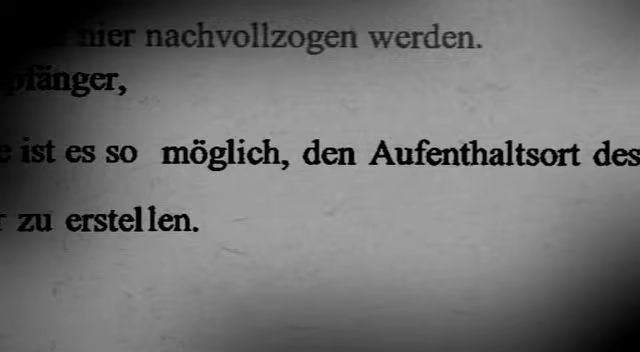 hier nachvollzogen werden.
pfänger,
e ist es so möglich, den Aufenthaltsort des
r zu erstellen.